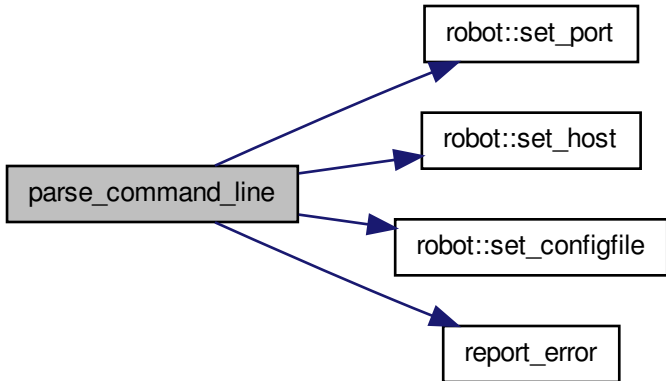 robot::set_port
robot::set_host
parse_command_line
robot::set_configfile
report_error